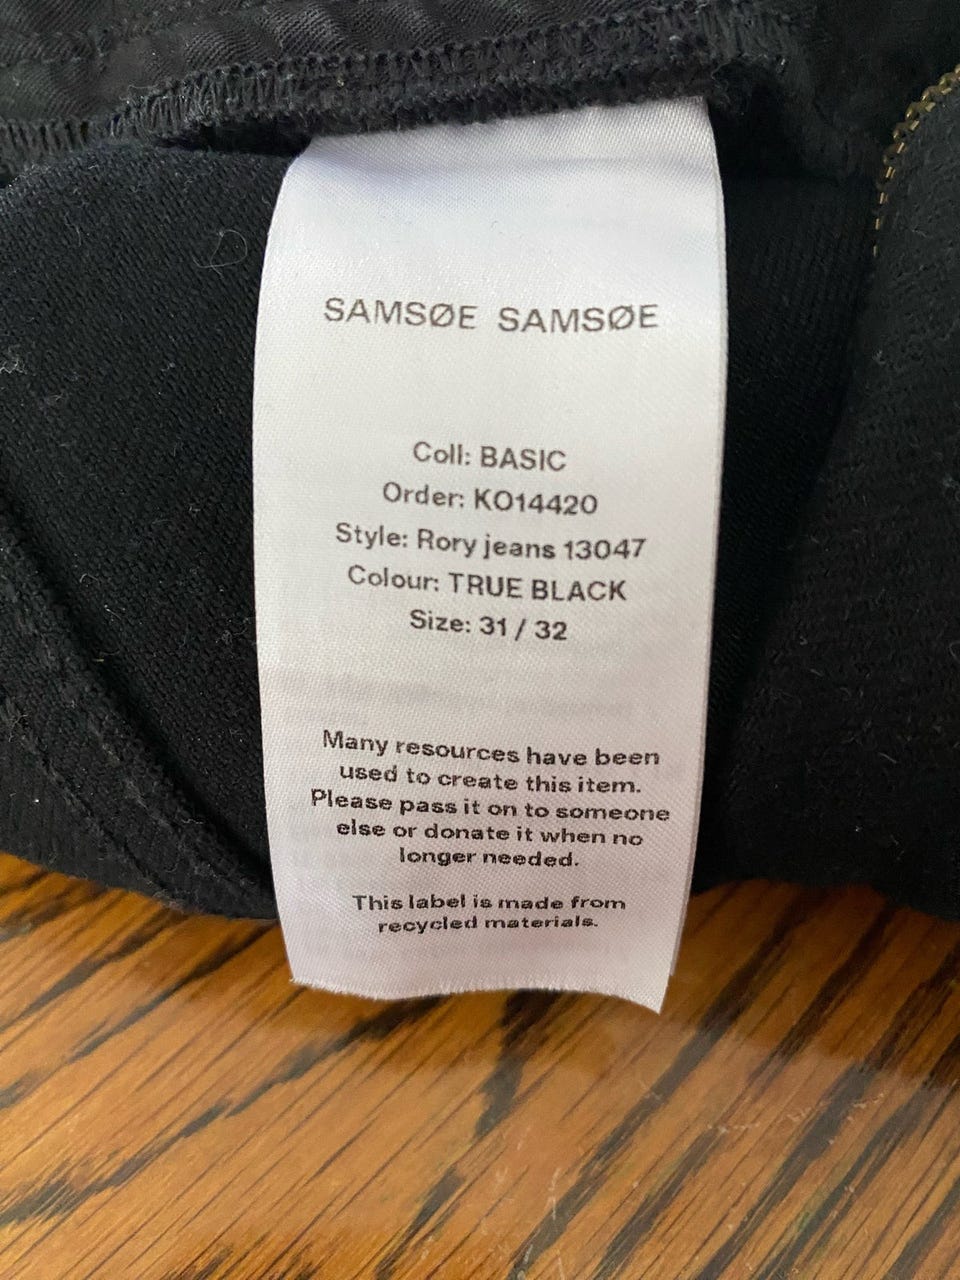 SAMSØE SAMSØE
Coll: BASIC
Order: KO14420
Style: Rory jeans 13047
Colour: TRUE BLACK
Size: 31 / 32
Many resources have been
used to create this item.
Please pass it on to someone
else or donate it when no
longer needed.
This label is made from
recycled materials.